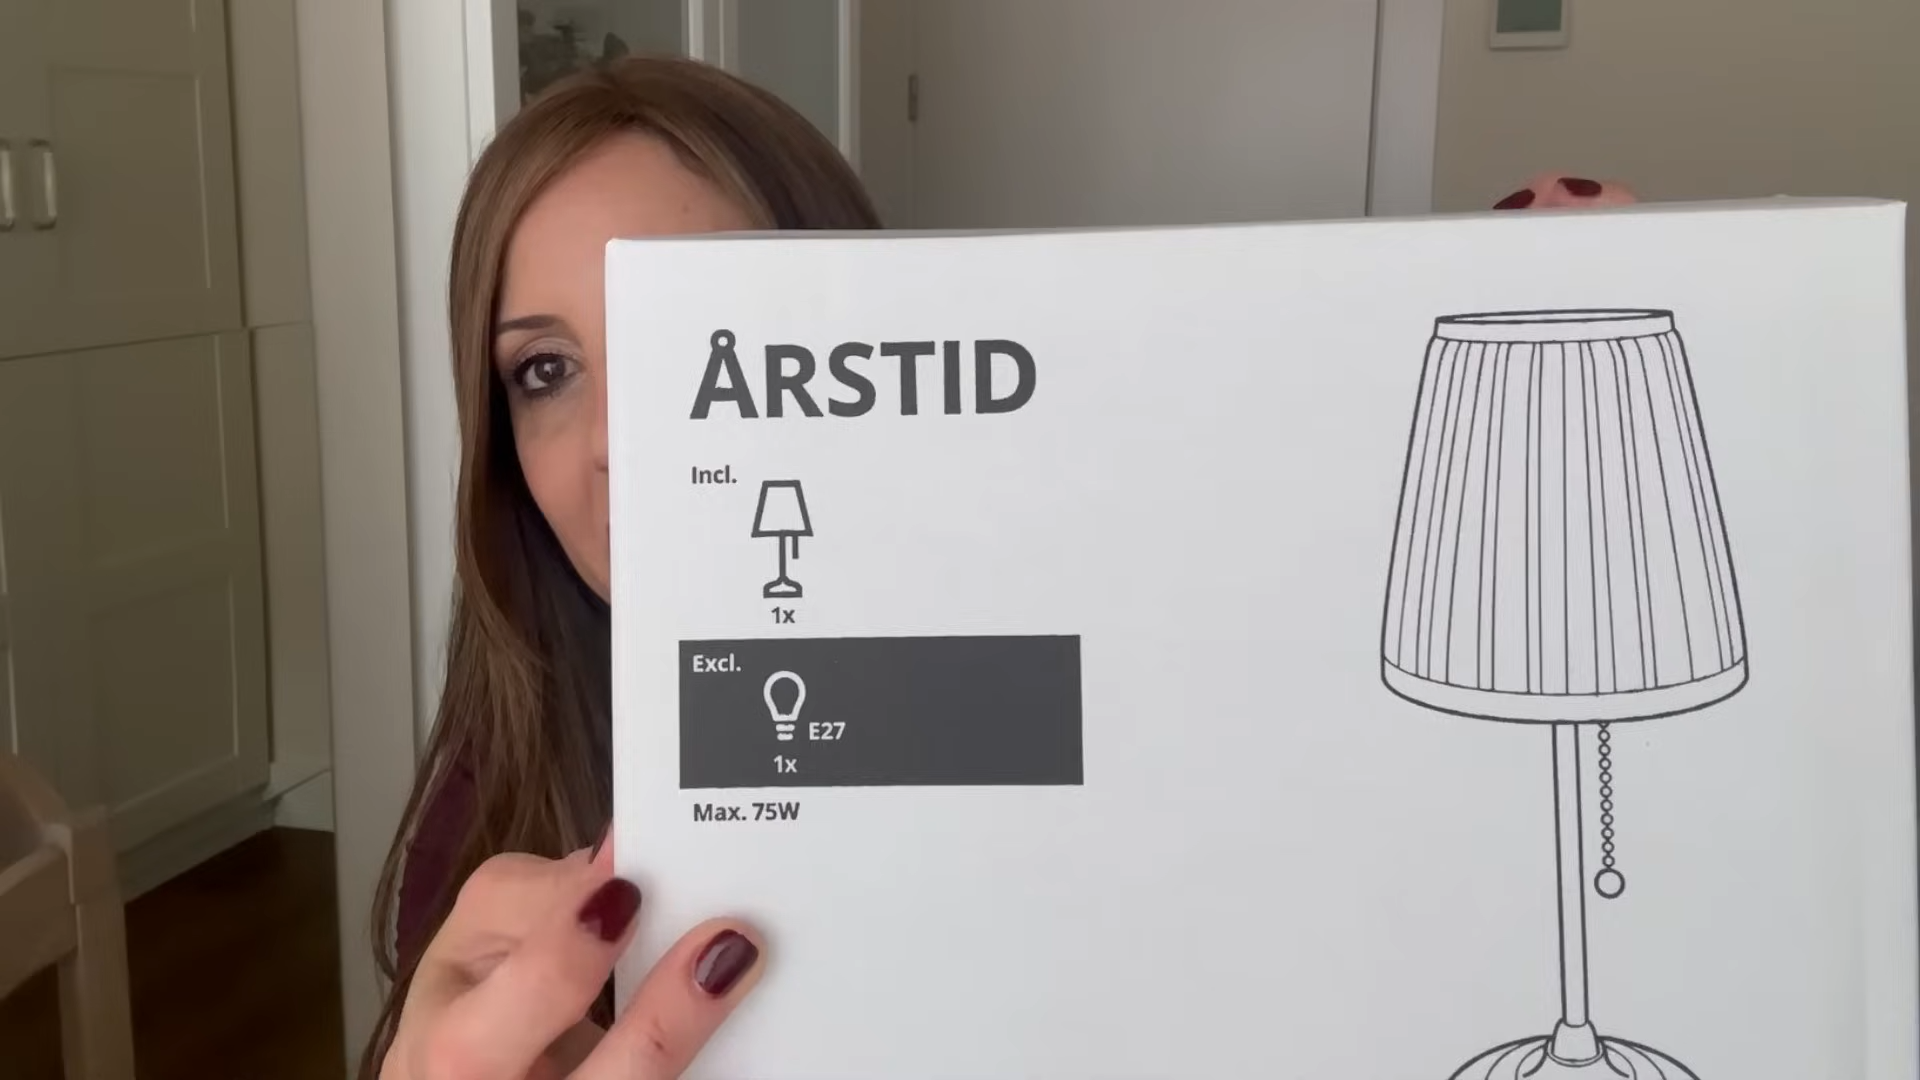 ÅRSTID
Incl.
1x
Excl.
E27
1x
Max. 75W